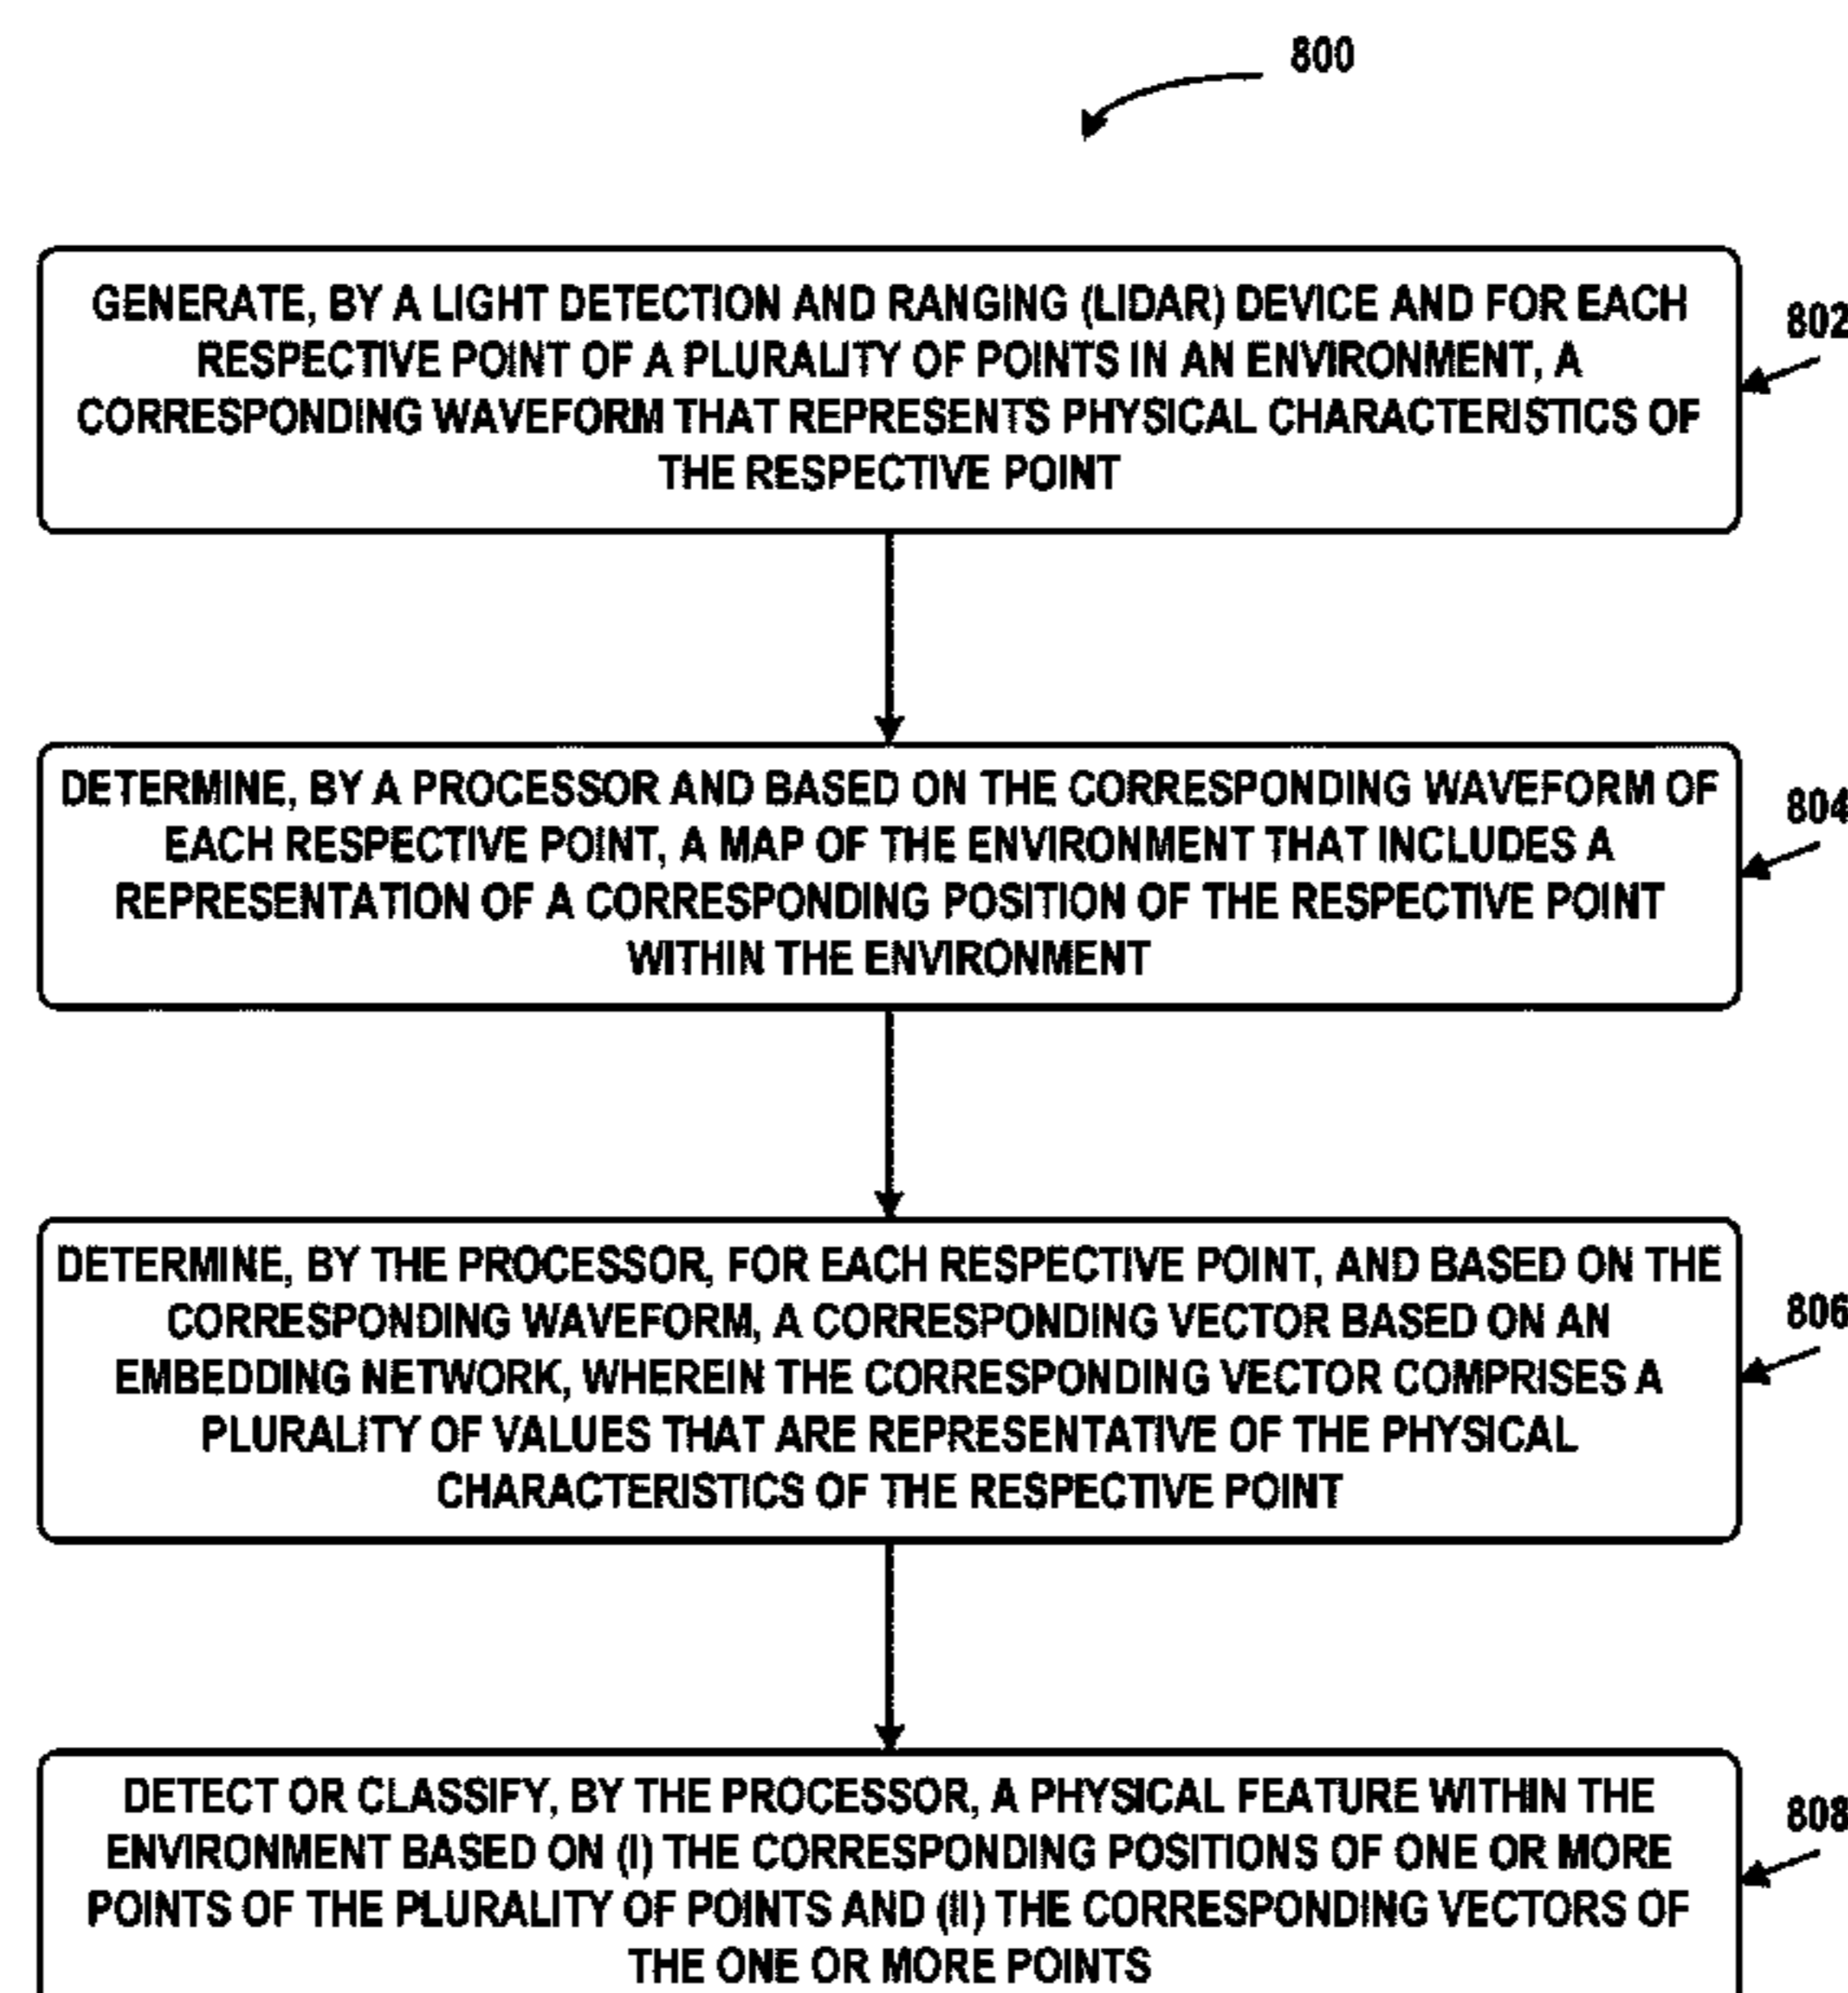 800
GENERATE, BY A LIGHT DETECTION AND RANGING (LIDAR) DEVICE AND FOR EACH
RESPECTIVE POINT OF A PLURALITY OF POINTS IN AN ENVIRONMENT, A
CORRESPONDING WAVEFORM THAT REPRESENTS PHYSICAL CHARACTERISTICS OF
THE RESPECTIVE POINT
802
DETERMINE, BY A PROCESSOR AND BASED ON THE CORRESPONDING WAVEFORM OF
EACH RESPECTIVE POINT, A MAP OF THE ENVIRONMENT THAT INCLUDES A
REPRESENTATION OF A CORRESPONDING POSITION OF THE RESPECTIVE POINT
WITHIN THE ENVIRONMENT
804
DETERMINE, BY THE PROCESSOR, FOR EACH RESPECTIVE POINT, AND BASED ON THE
CORRESPONDING WAVEFORM, A CORRESPONDING VECTOR BASED ON AN
EMBEDDING NETWORK, WHEREIN THE CORRESPONDING VECTOR COMPRISES A
PLURALITY OF VALUES THAT ARE REPRESENTATIVE OF THE PHYSICAL
CHARACTERISTICS OF THE RESPECTIVE POINT
806
DETECT OR CLASSIFY, BY THE PROCESSOR, A PHYSICAL FEATURE WITHIN THE
ENVIRONMENT BASED ON (I) THE CORRESPONDING POSITIONS OF ONE OR MORE
POINTS OF THE PLURALITY OF POINTS AND (II) THE CORRESPONDING VECTORS OF
THE ONE OR MORE POINTS
808